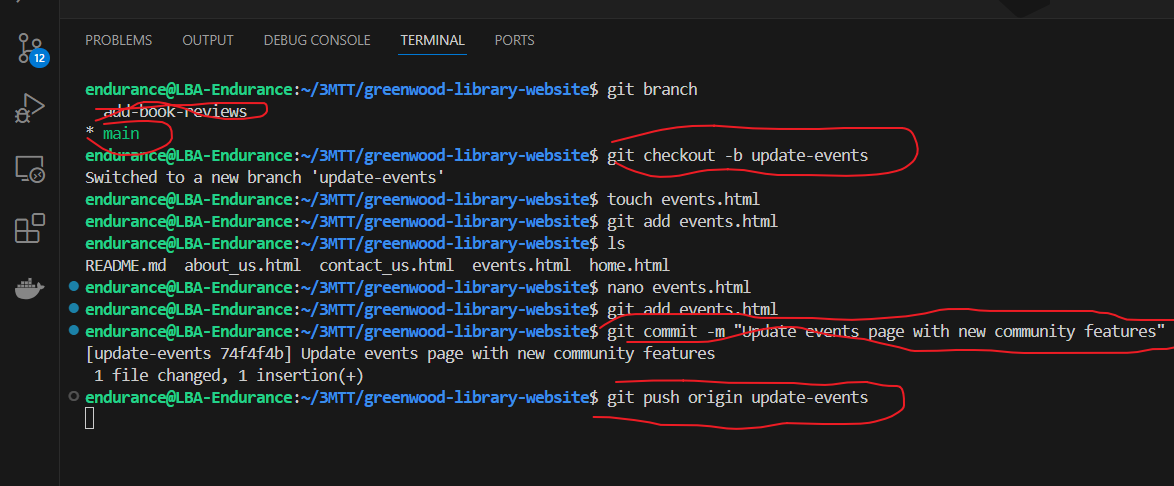 PROBLEMS OUTPUT DEBUG CONSOLE TERMINAL PORTS
12
endurance@LBA-Endurance:~/3MTT/greenwood-library-website$ git branch
  add-book-reviews
* main
endurance@LBA-Endurance:~/3MTT/greenwood-library-website$ git checkout -b update-events
Switched to a new branch 'update-events'
endurance@LBA-Endurance:~/3MTT/greenwood-library-website$ touch events.html
endurance@LBA-Endurance:~/3MTT/greenwood-library-website$ git add events.html
endurance@LBA-Endurance:~/3MTT/greenwood-library-website$ ls
README.md  about_us.html  contact_us.html  events.html  home.html
endurance@LBA-Endurance:~/3MTT/greenwood-library-website$ nano events.html
endurance@LBA-Endurance:~/3MTT/greenwood-library-website$ git add events.html
endurance@LBA-Endurance:~/3MTT/greenwood-library-website$ git commit -m "Update events page with new community features"
[update-events 74f4f4b] Update events page with new community features
 1 file changed, 1 insertion(+)
endurance@LBA-Endurance:~/3MTT/greenwood-library-website$ git push origin update-events